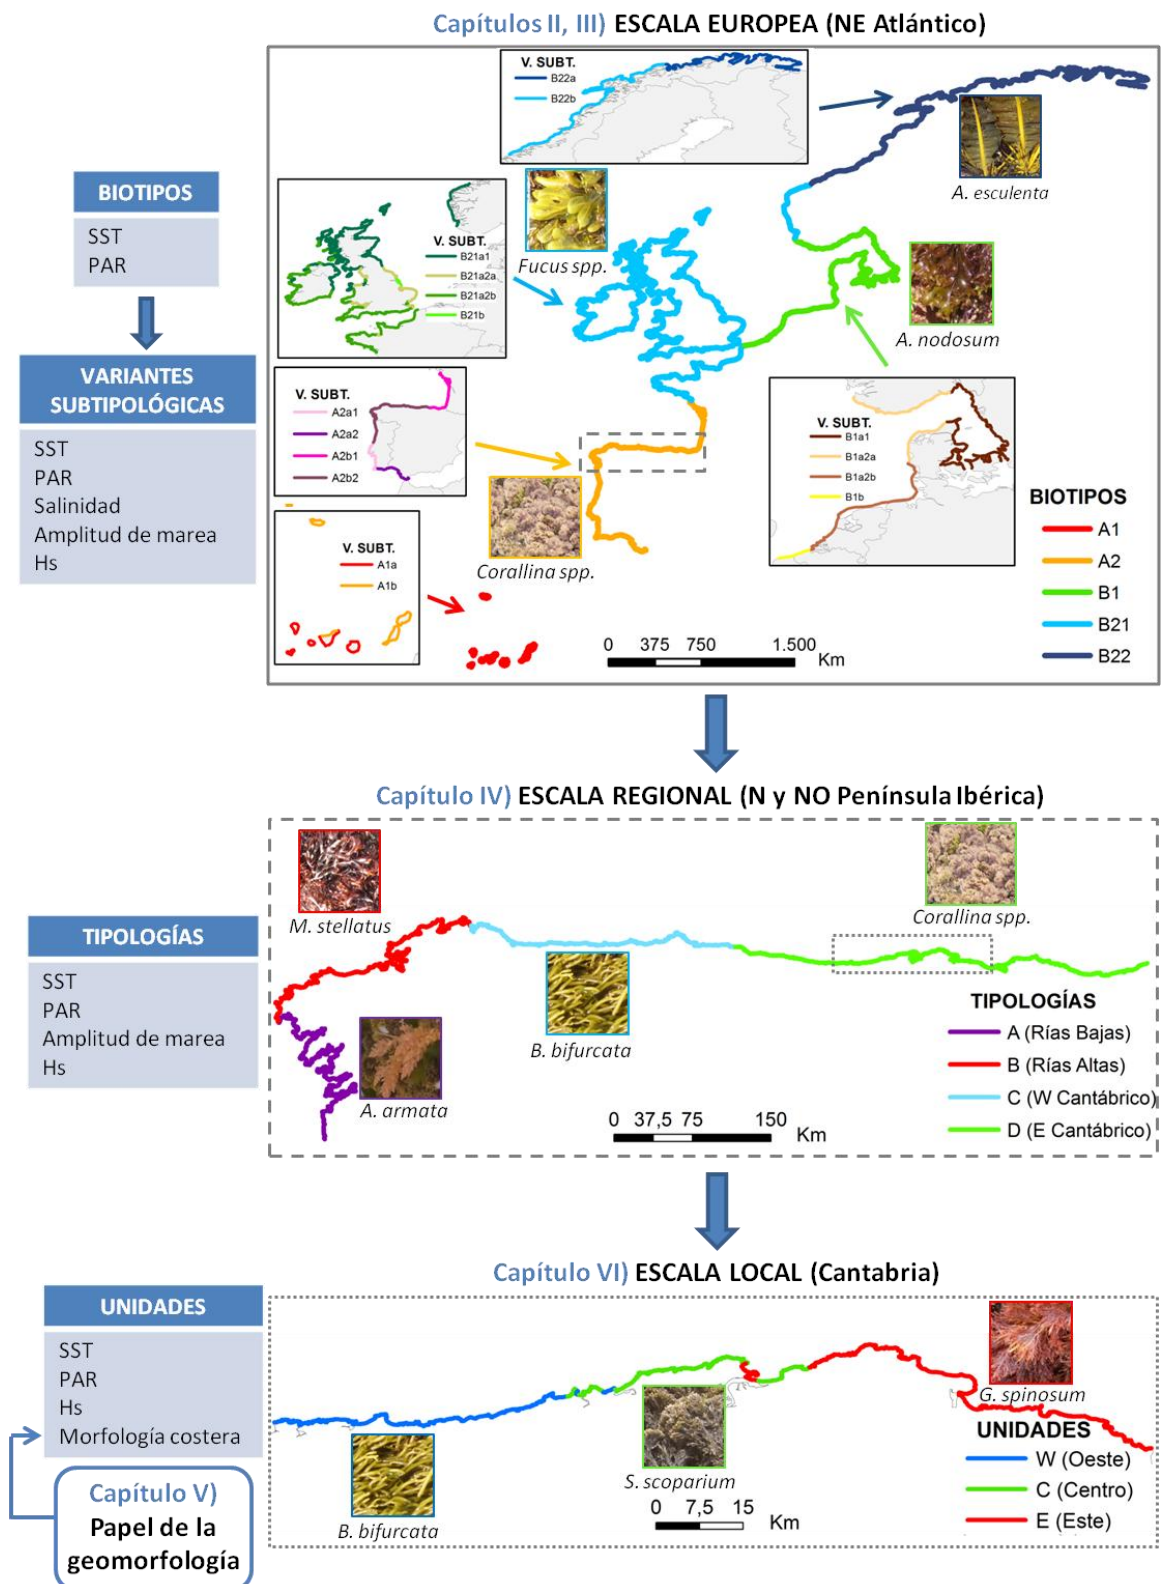 Capítulos II, III) ESCALA EUROPEA (NE Atlántico)
BIOTIPOS
SST
PAR
VARIANTES
SUBTIPOLÓGICAS
SST
PAR
Salinidad
Amplitud de marea
Hs
V. SUBT.
B22a
B22b
A. esculenta
V. SUBT.
B21a1
B21a2a
B21a2b
B21b
Fucus spp.
A. nodosum
V. SUBT.
A2a1
A2a2
A2b1
A2b2
Corallina spp.
V. SUBT.
B1a1
B1a2a
B1a2b
B1b
V. SUBT.
A1a
A1b
BIOTIPOS
A1
A2
B1
B21
B22
0 375 750 1.500
Km
Capítulo IV) ESCALA REGIONAL (N y NO Península Ibérica)
TIPOLOGÍAS
SST
PAR
Amplitud de marea
Hs
M. stellatus
Corallina spp.
B. bifurcata
A. armata
TIPOLOGÍAS
A (Rías Bajas)
B (Rías Altas)
C (W Cantábrico)
D (E Cantábrico)
0 37,5 75 150
Km
Capítulo VI) ESCALA LOCAL (Cantabria)
UNIDADES
SST
PAR
Hs
Morfología costera
Capítulo V)
Papel de la
geomorfología
G. spinosum
S. scoparium
B. bifurcata
UNIDADES
W (Oeste)
C (Centro)
E (Este)
0 7,5 15
Km